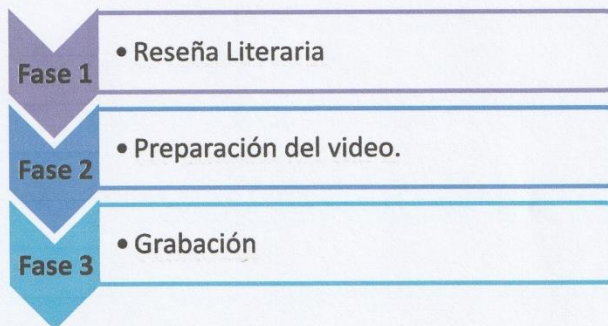 Fase 1
• Reseña Literaria
Fase 2
• Preparación del video.
Fase 3
• Grabación